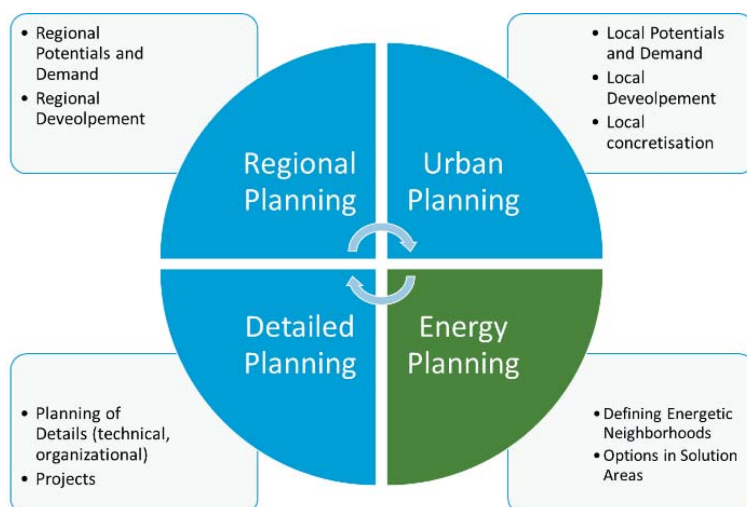 • Regional
Potentials and
Demand
• Regional
Deveolpement
• Local Potentials
and Demand
• Local
Deveolpement
• Local
concretisation
Regional
Planning
Urban
Planning
Detailed
Planning
Energy
Planning
• Planning of
Details (technical,
organizational)
• Projects
• Defining Energetic
Neighborhoods
• Options in Solution
Areas